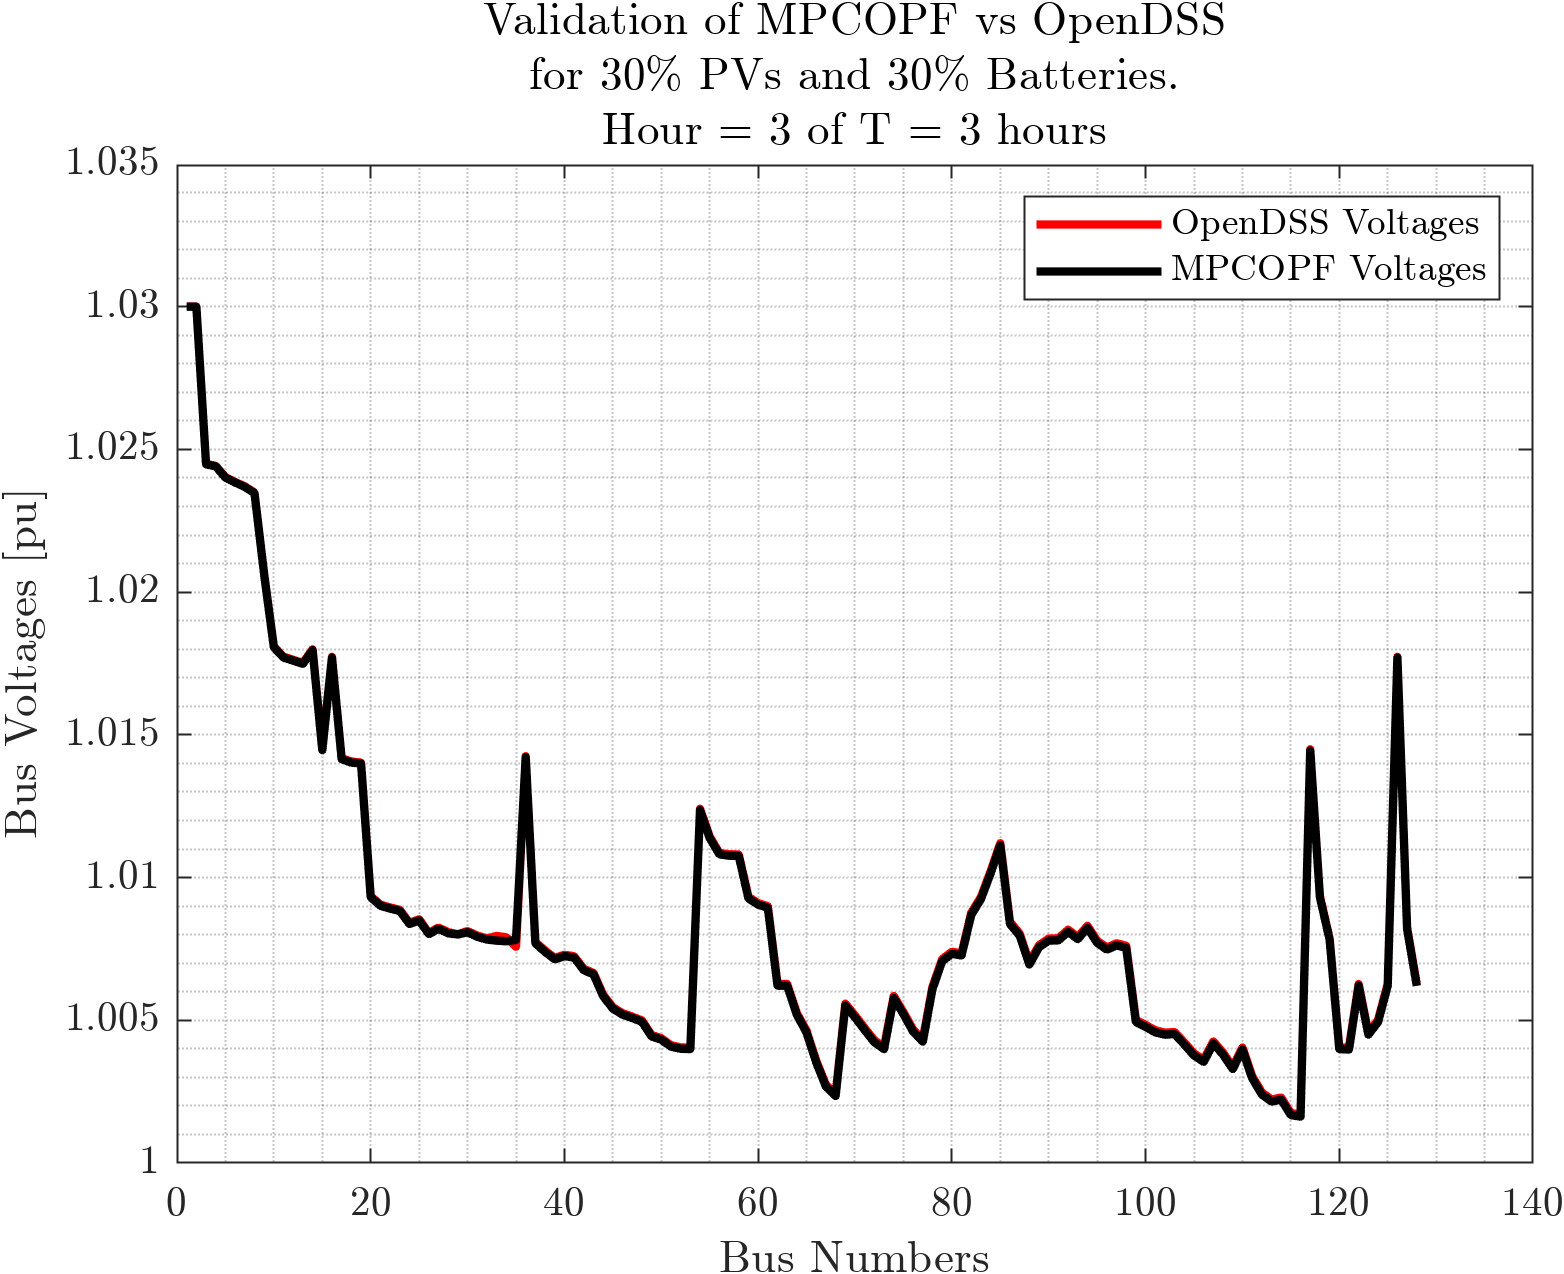 Validation of MPCOPF vs OpenDSS
for 30% PVs and 30% Batteries.
Hour = 3 of T = 3 hours
OpenDSS Voltages
MPCOPF Voltages
Bus Voltages [pu]
1.035
1.03
1.025
1.02
1.015
1.01
1.005
1
0 20 40 60 80 100 120 140
Bus Numbers